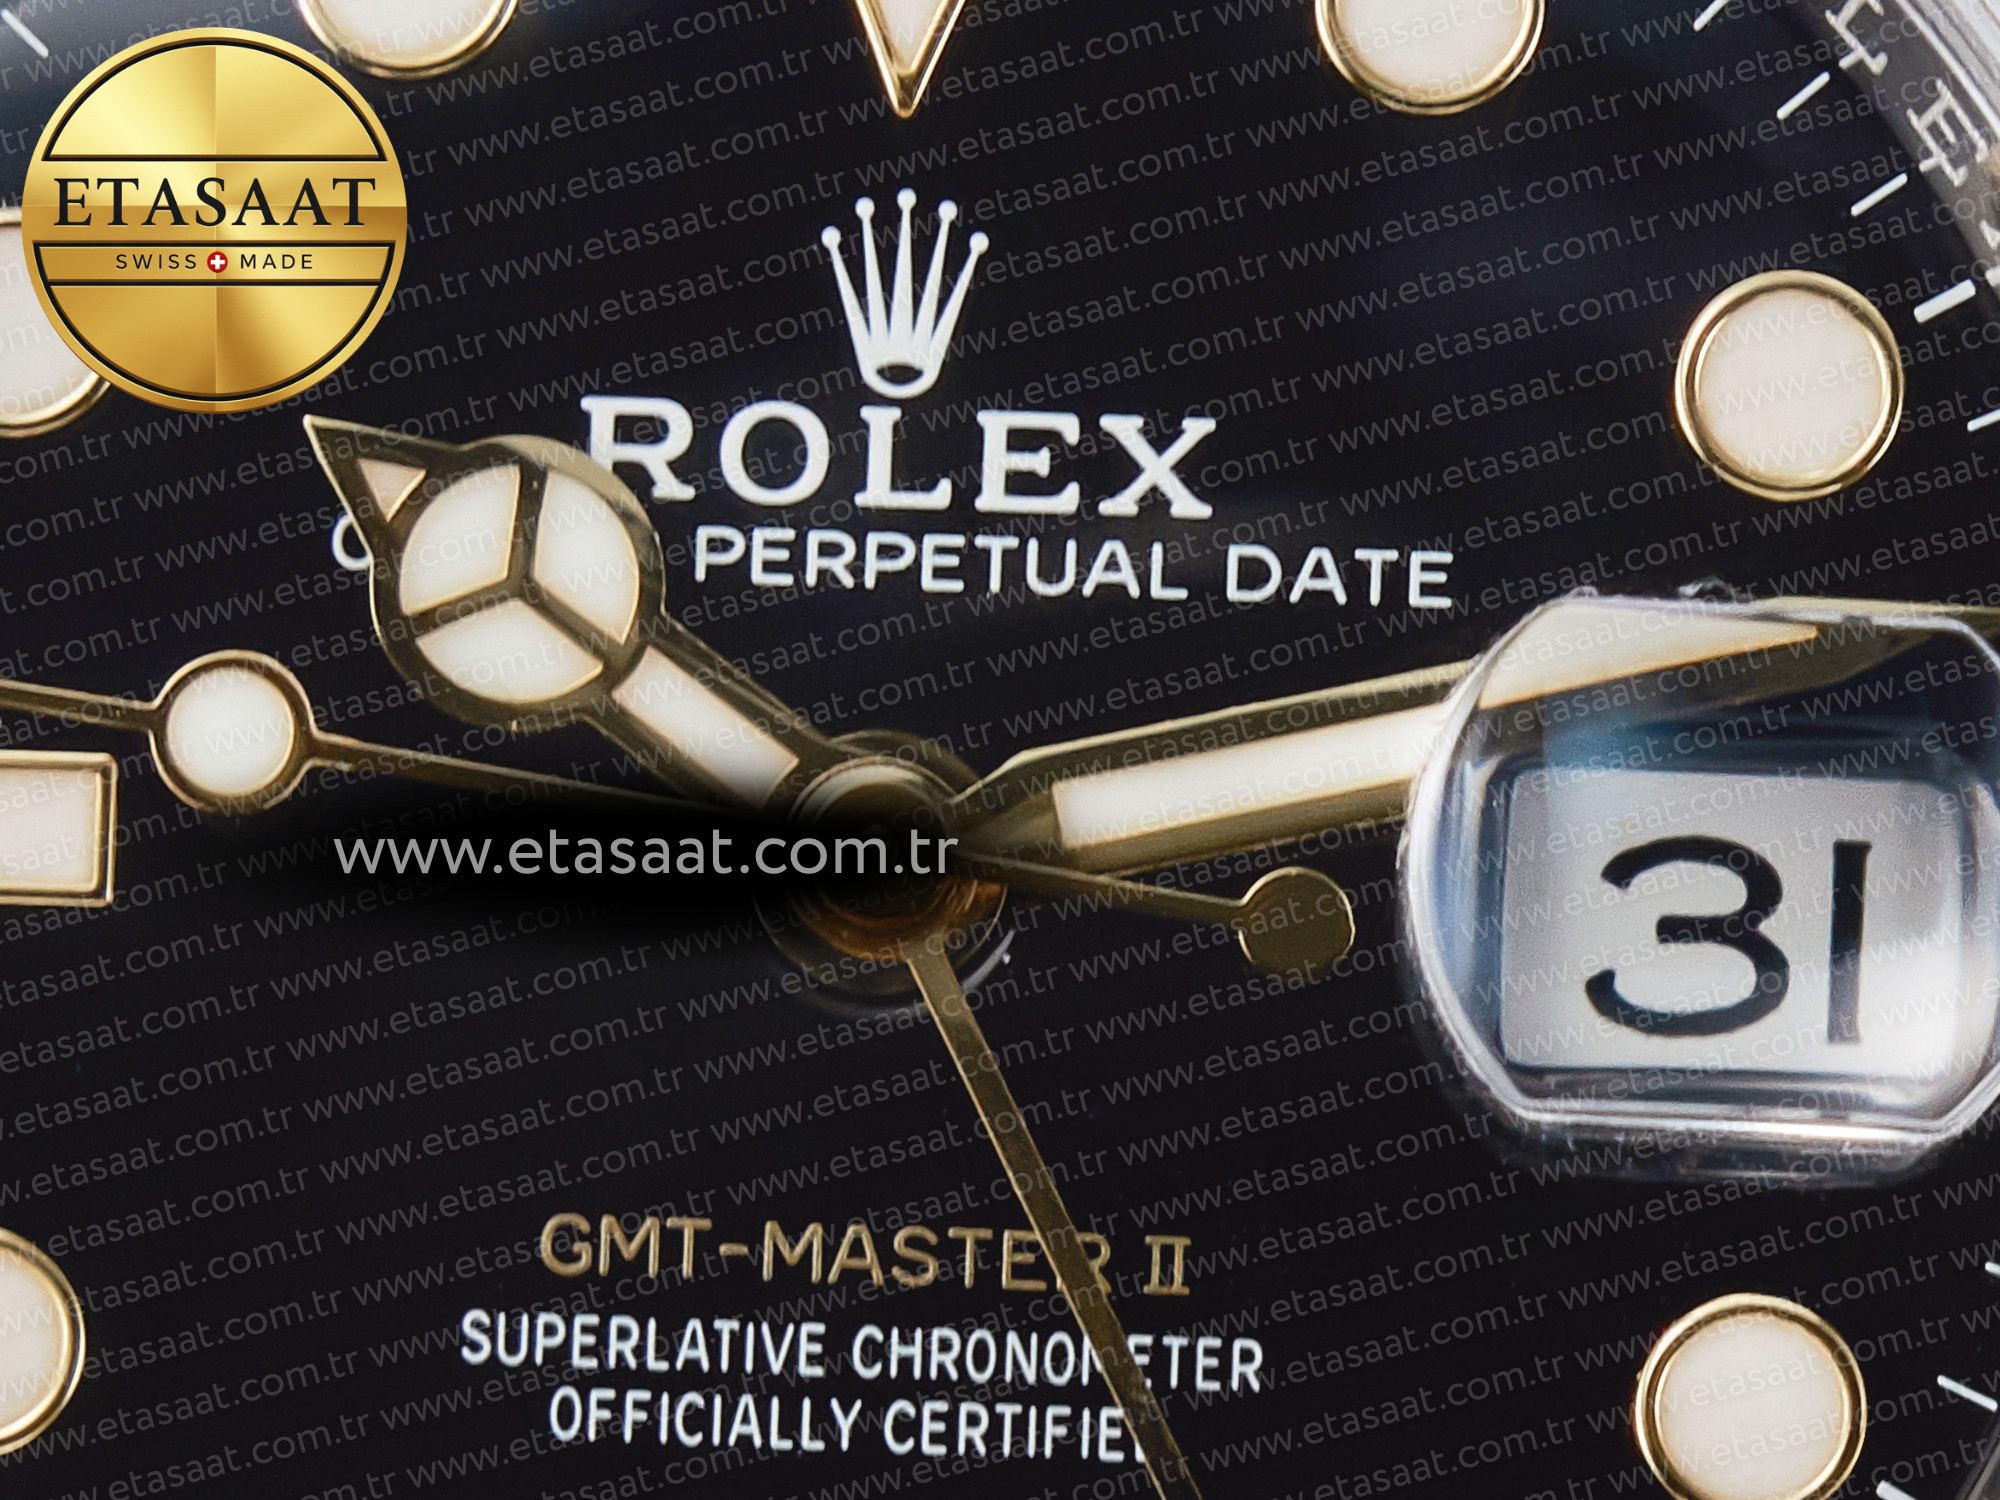 ETASAAT
SWISS MADE
ROLEX
PERPETUAL DATE
www.etasaat.com.tr
31
GMT-MASTER II
SUPERLATIVE CHRONOMETER
OFFICIALLY CERTIFIED